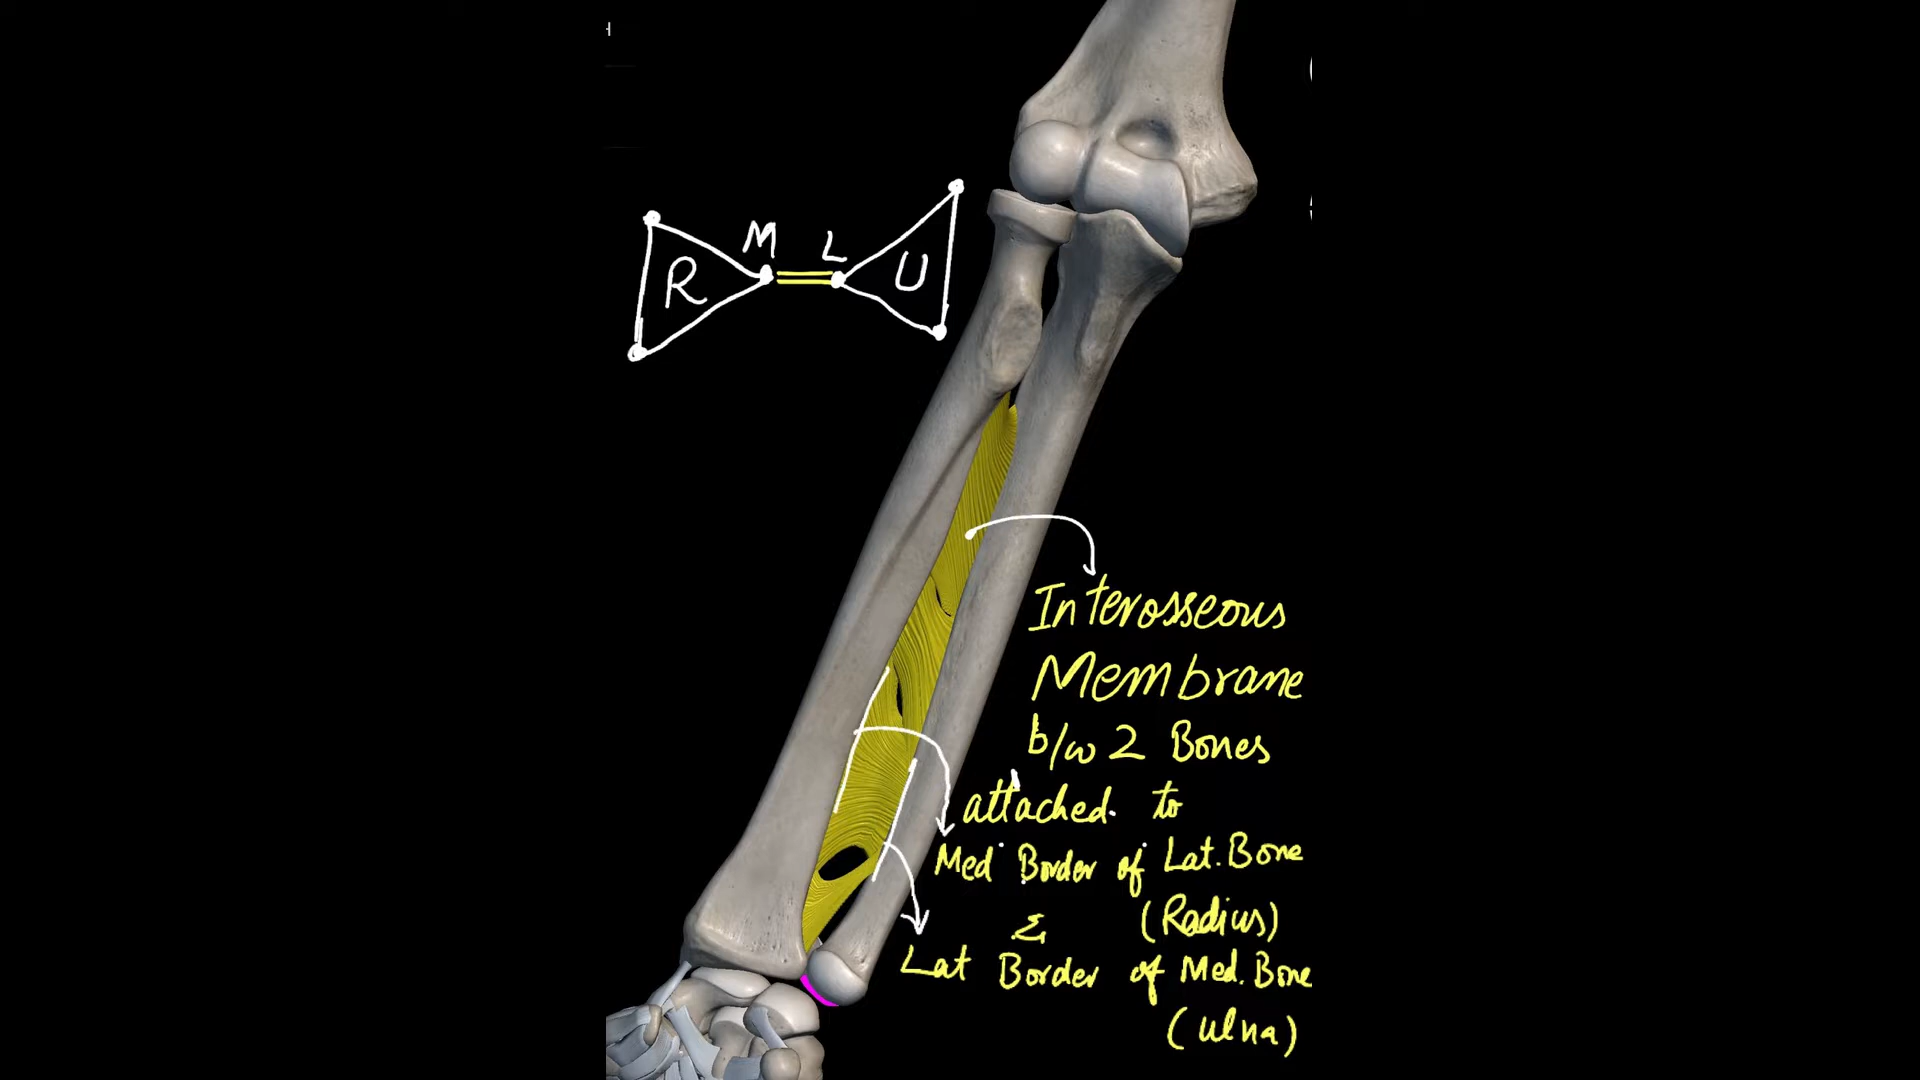 H
M L
R U
Interosseous
Membrane
b/w 2 Bones
attached to
Med Border of Lat. Bone
(Radius)
&
Lat Border of Med. Bone
(Ulna)